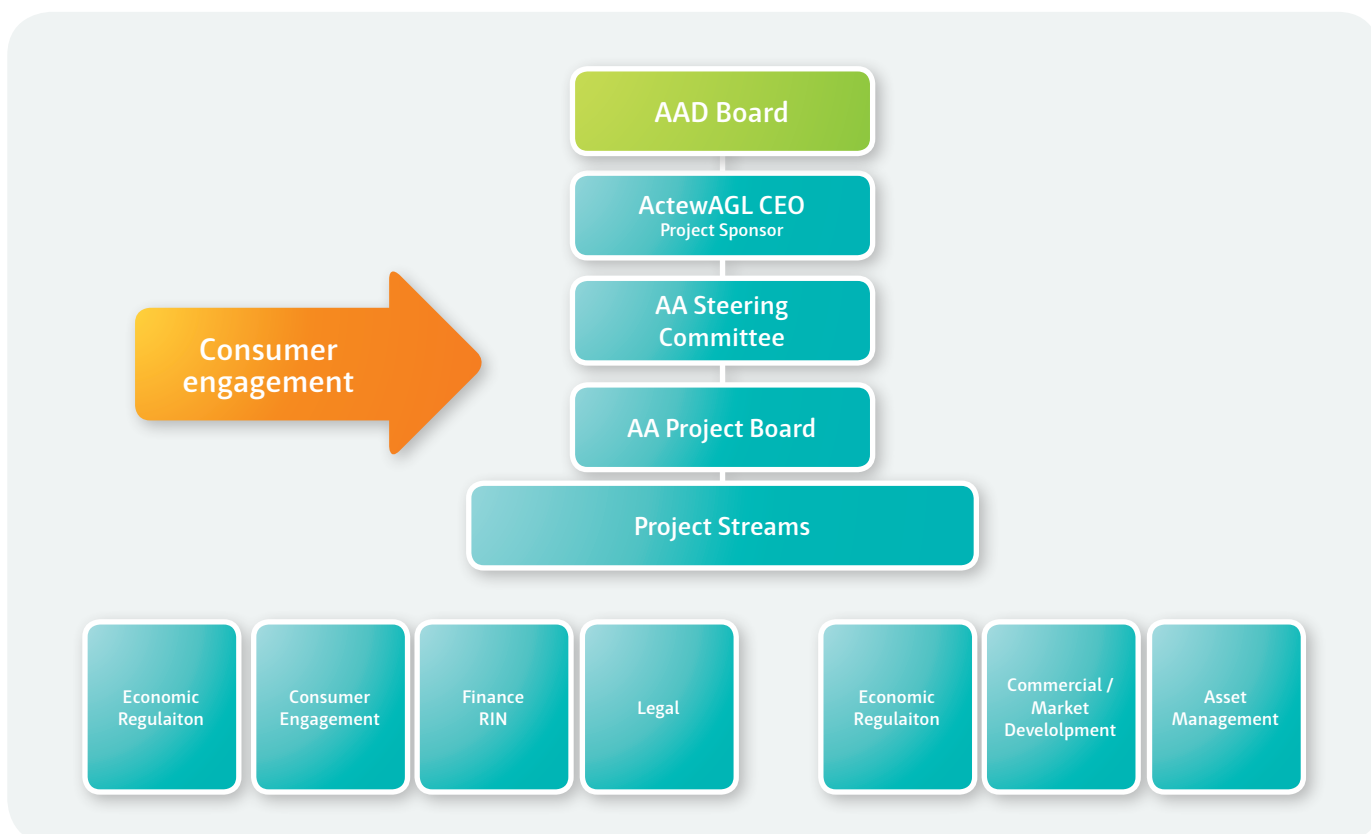 AAD Board
ActewAGL CEO
Project Sponsor
AA Steering
Committee
Consumer
engagement
AA Project Board
Project Streams
Economic
Regulaiton
Consumer
Engagement
Finance
RIN
Legal
Economic
Regulaiton
Commercial /
Market
Develolpment
Asset
Management